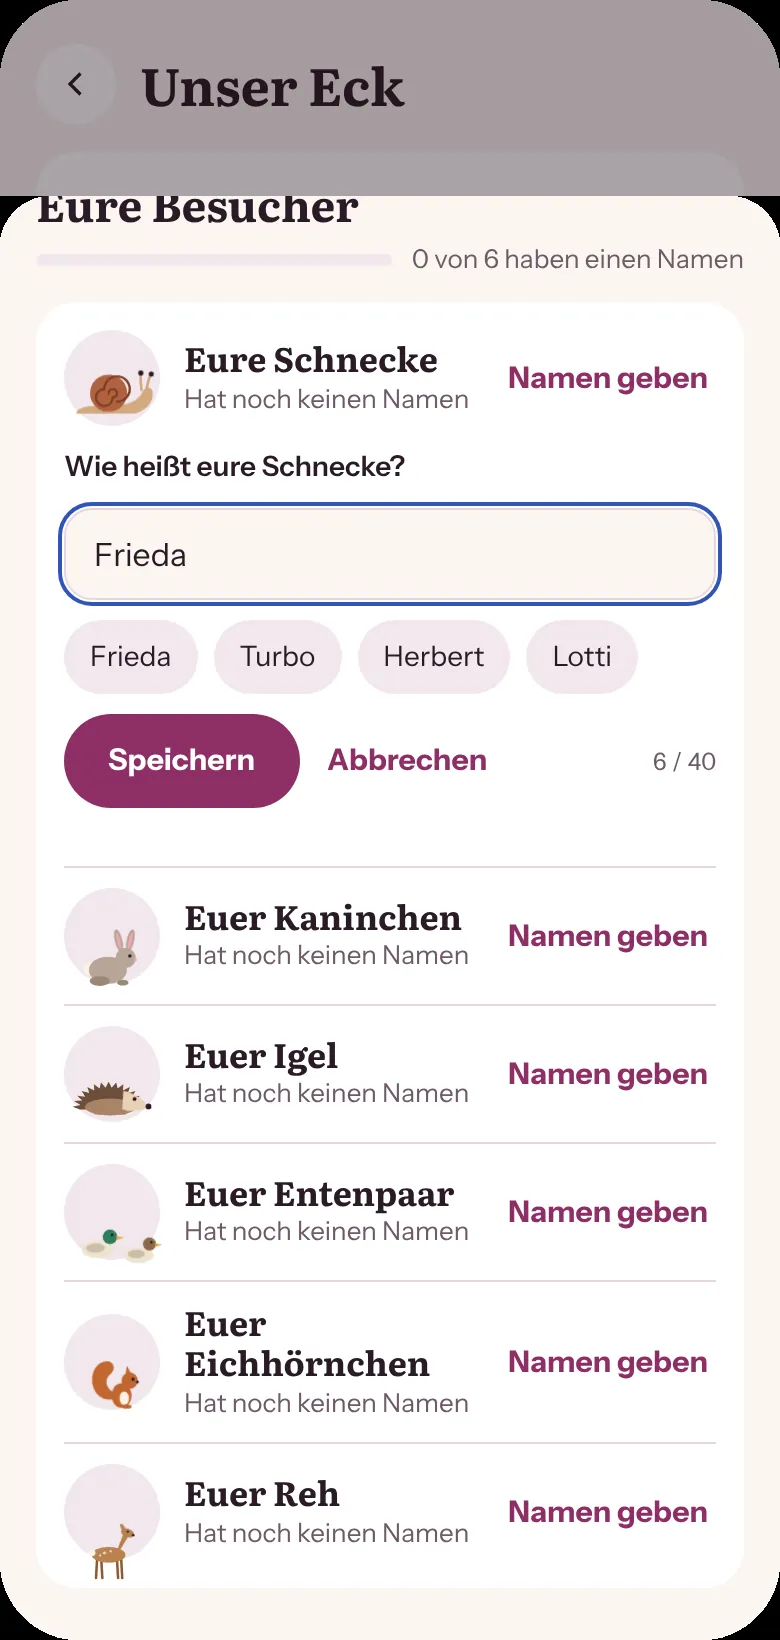 Unser Eck
Eure Besucher
0 von 6 haben einen Namen
Eure Schnecke
Hat noch keinen Namen
Namen geben
Wie heißt eure Schnecke?
Frieda
Frieda
Turbo
Herbert
Lotti
Speichern
Abbrechen
6 / 40
Euer Kaninchen
Hat noch keinen Namen
Namen geben
Euer Igel
Hat noch keinen Namen
Namen geben
Euer Entenpaar
Hat noch keinen Namen
Namen geben
Euer
Eichhörnchen
Hat noch keinen Namen
Namen geben
Euer Reh
Hat noch keinen Namen
Namen geben